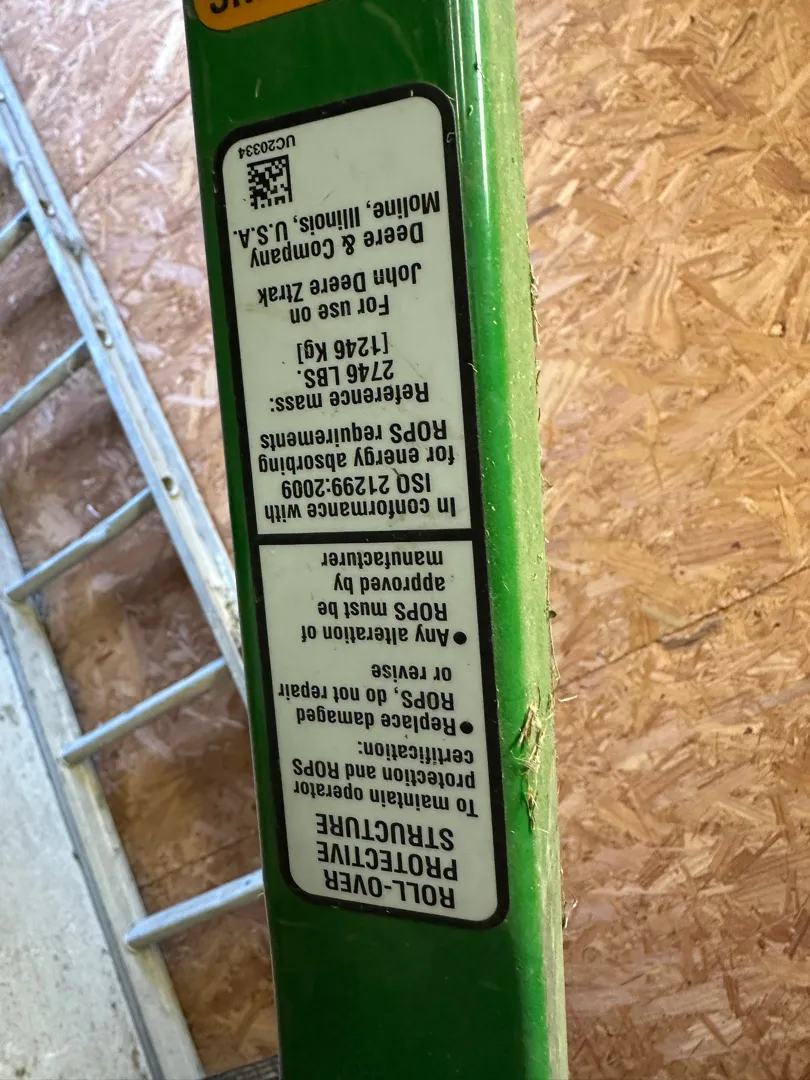 ROLL-OVER
PROTECTIVE
STRUCTURE
To maintain operator
protection and ROPS
certification:
● Replace damaged
ROPS, do not repair
or revise
● Any alteration of
ROPS must be
approved by
manufacturer
In conformance with
ISO 21299:2009
for energy absorbing
ROPS requirements
Reference mass:
2746 LBS.
[1246 Kg]
For use on
John Deere Ztrak
Deere & Company
Moline, Illinois, U.S.A.
UC20334